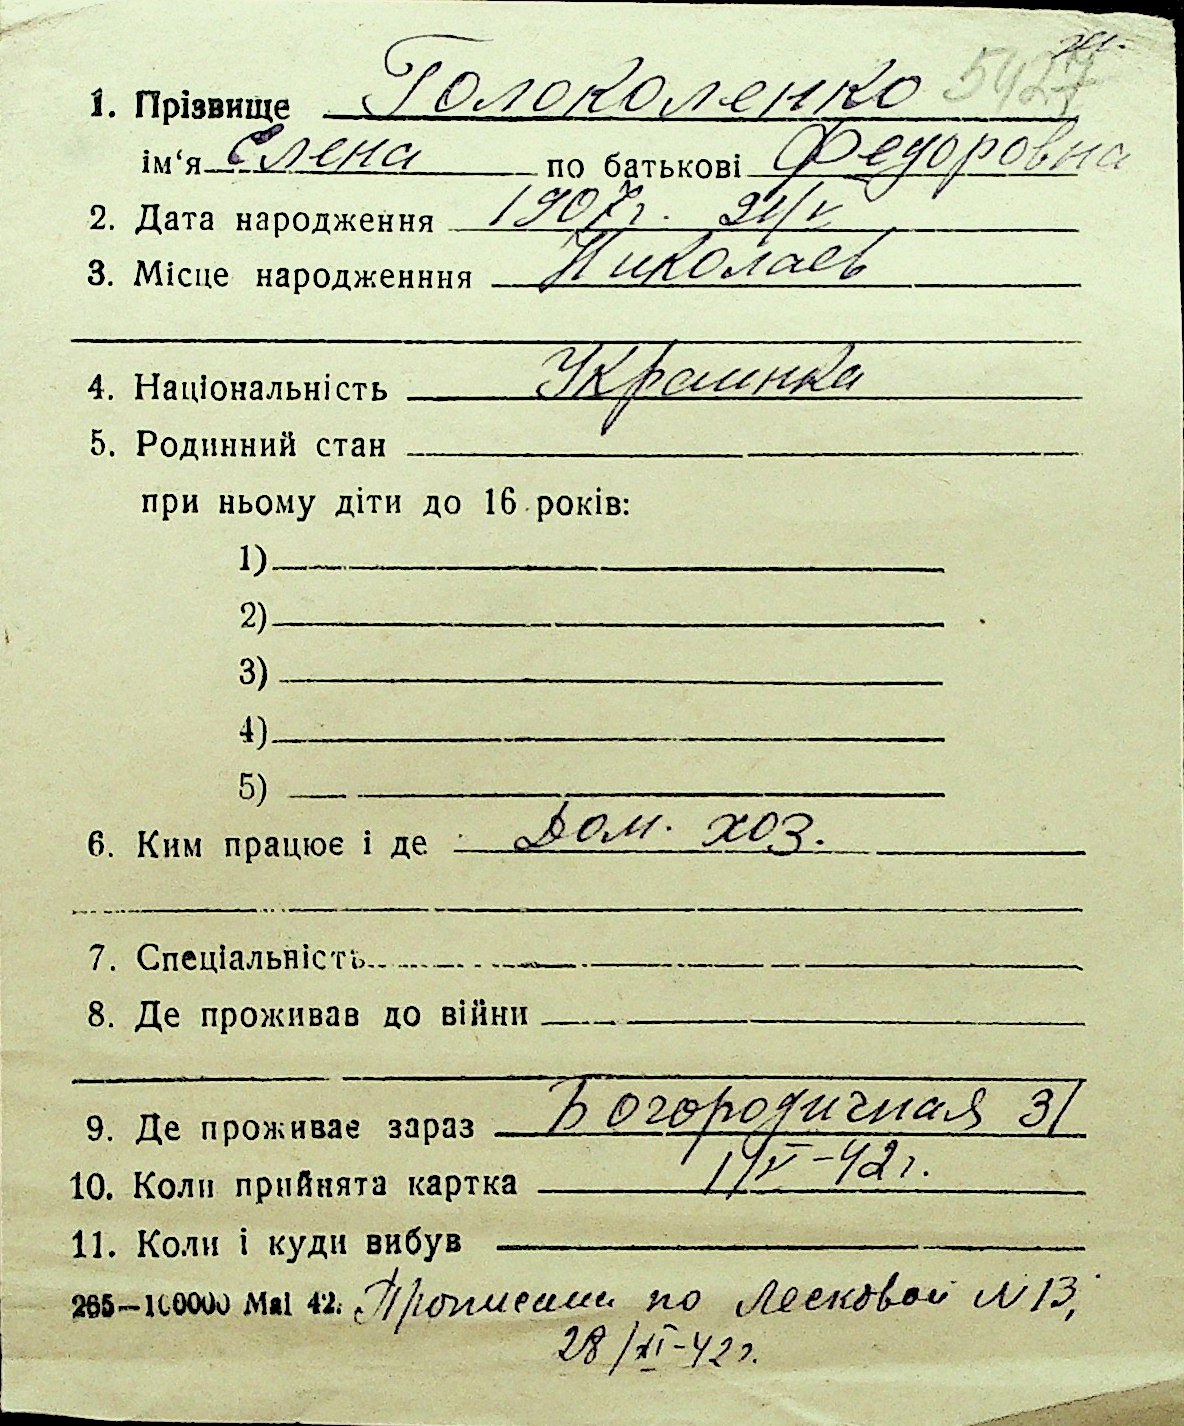 5427
1. Прізвище Голоколенко
ім‘я Елена по батькові Федоровна
2. Дата народження 1907 г. 24/V
3. Місце народженння Николаев
4. Національність Украинка
5. Родинний стан
при ньому діти до 16 років:
1)
2)
3)
4)
5)
6. Ким працює і де Дом. хоз.
7. Спеціальність
8. Де проживав до війни
9. Де проживає зараз Богородичная 31
10. Коли прийнята картка 1/VI-42 г.
11. Коли і куди вибув
265—100000 Mai 42. Прописана по Лесковой N 13,
28/XI-42 г.